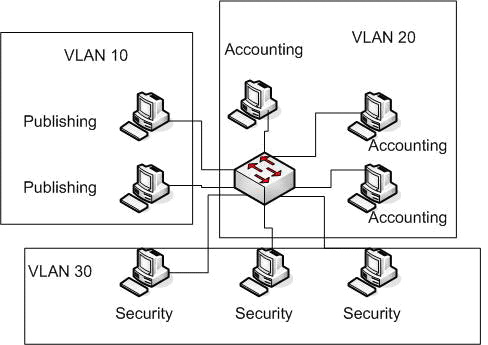 VLAN 10
Accounting
VLAN 20
Publishing
Accounting
Publishing
Accounting
VLAN 30
Security
Security
Security